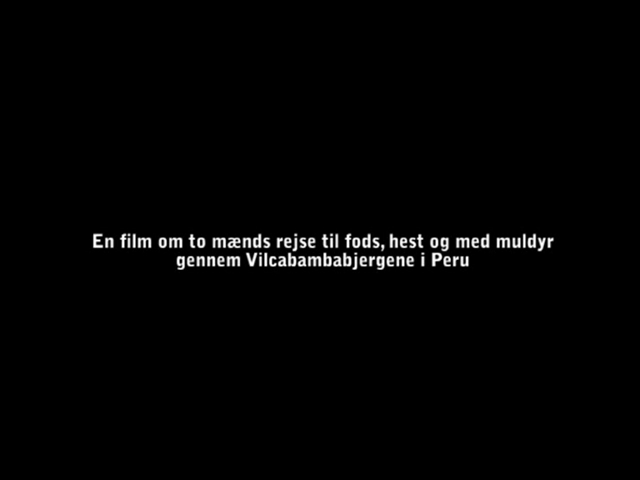 En film om to mænds rejse til fods, hest og med muldyr
gennem Vilcabambabjergene i Peru